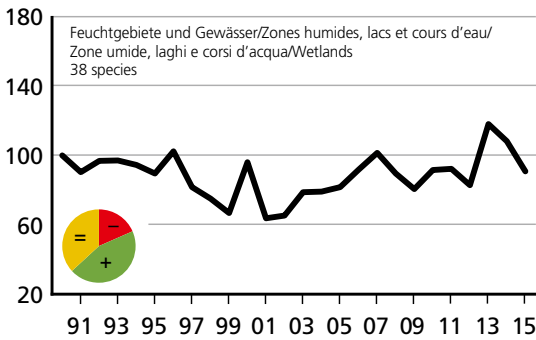 180
Feuchtgebiete und Gewässer/Zones humides, lacs et cours d'eau/
Zone umide, laghi e corsi d'acqua/Wetlands
38 species
140
100
60
= − +
20
91 93 95 97 99 01 03 05 07 09 11 13 15